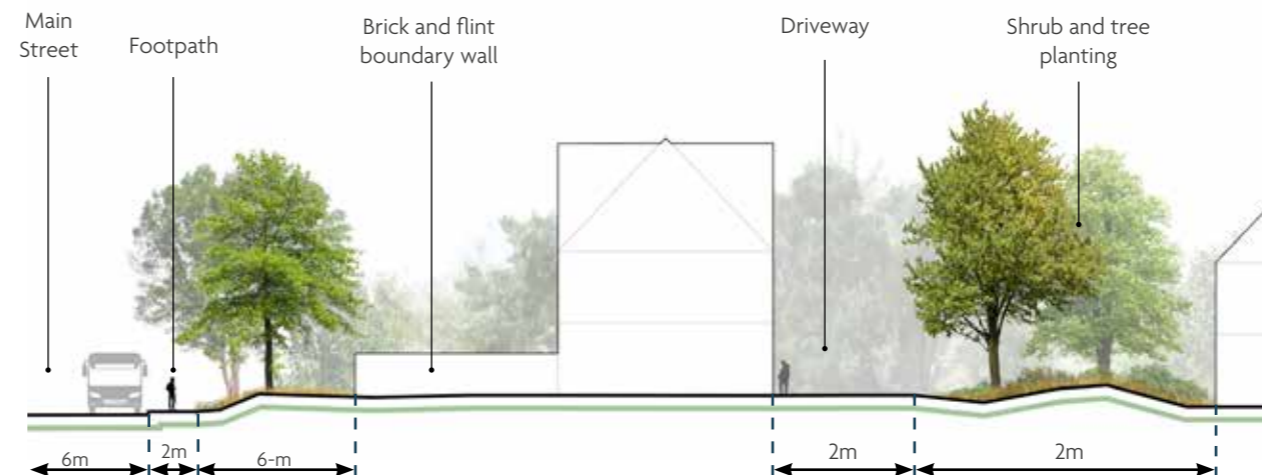 Main
Street
Footpath
Brick and flint
boundary wall
Driveway
Shrub and tree
planting
6m
2m
6-m
2m
2m